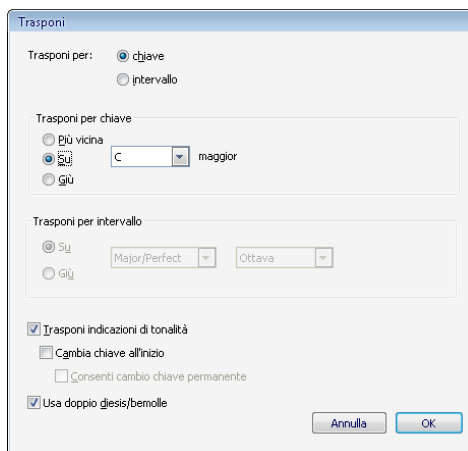 Trasponi
Trasponi per: chiave
intervallo
Trasponi per chiave
Più vicina
Su C maggior
Giù
Trasponi per intervallo
Su Major/Perfect Ottava
Giù
Trasponi indicazioni di tonalità
Cambia chiave all'inizio
Consenti cambio chiave permanente
Usa doppio diesis/bemolle
Annulla OK